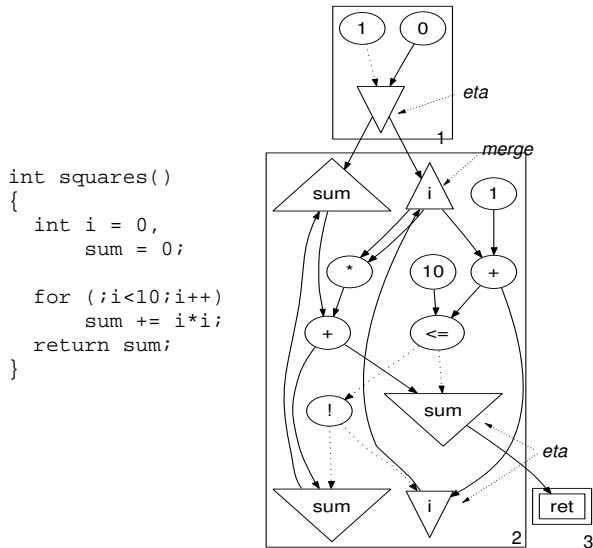 int squares()
{
int i = 0,
sum = 0;
for (;i<10;i++)
sum += i*i;
return sum;
}
1 0
eta
1
merge
sum i 1
* 10 +
+ <=
! sum
eta
sum i ret
2 3